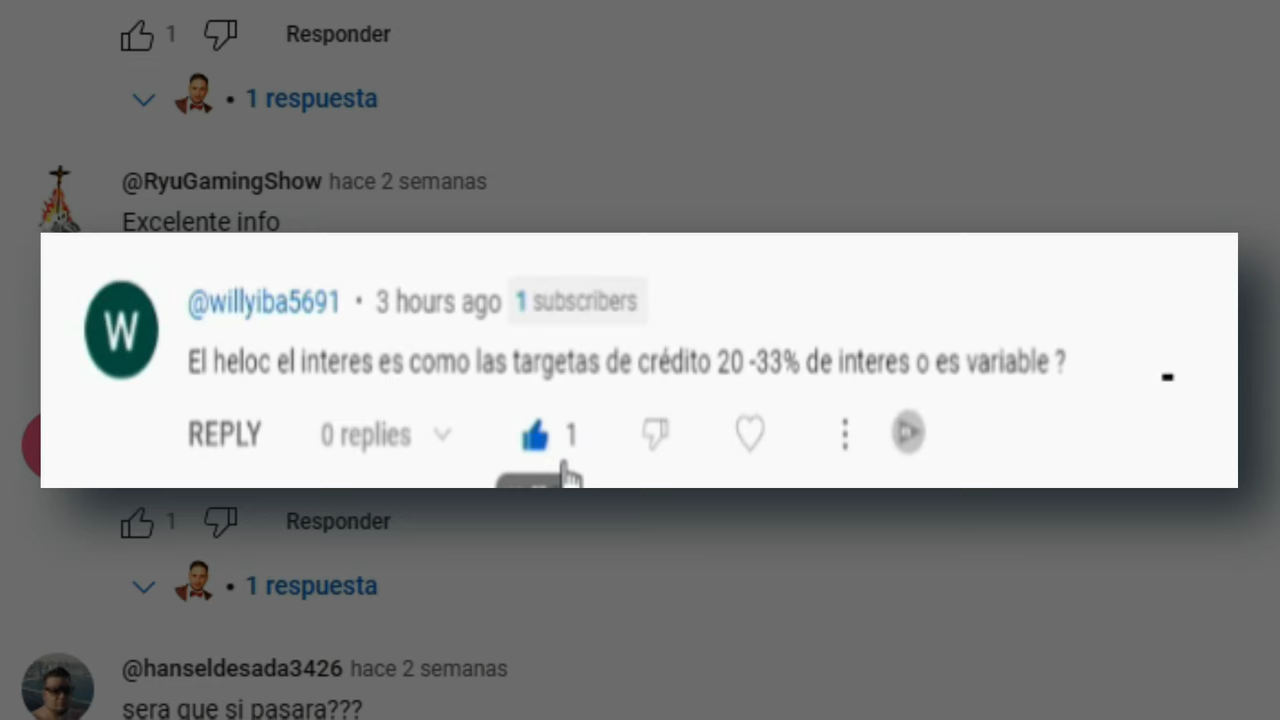 1 Responder
• 1 respuesta
@RyuGamingShow hace 2 semanas
Excelente info
W
@willyiba5691 • 3 hours ago 1 subscribers
El heloc el interes es como las targetas de crédito 20 -33% de interes o es variable ?
-
REPLY 0 replies 1
1 Responder
• 1 respuesta
@hanseldesada3426 hace 2 semanas
sera que si pasara???